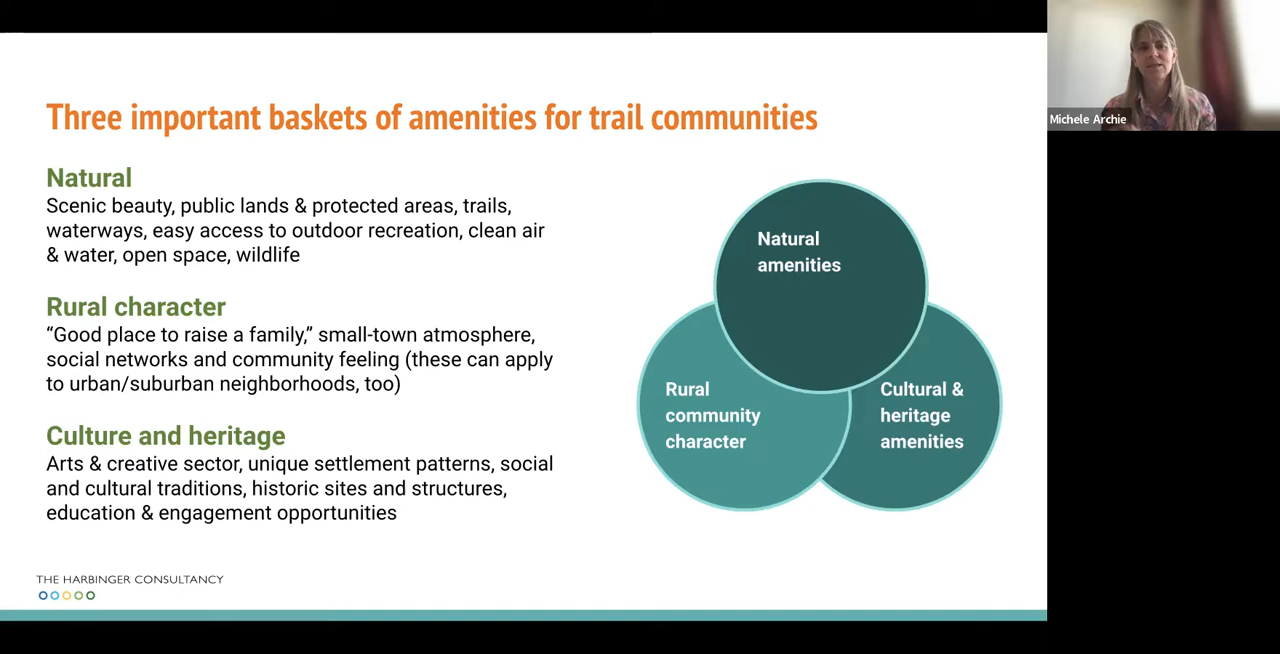 Three important baskets of amenities for trail communities
Natural
Scenic beauty, public lands & protected areas, trails,
waterways, easy access to outdoor recreation, clean air
& water, open space, wildlife
Rural character
“Good place to raise a family,” small-town atmosphere,
social networks and community feeling (these can apply
to urban/suburban neighborhoods, too)
Culture and heritage
Arts & creative sector, unique settlement patterns, social
and cultural traditions, historic sites and structures,
education & engagement opportunities
THE HARBINGER CONSULTANCY
Natural
amenities
Rural
community
character
Cultural &
heritage
amenities
Michele Archie